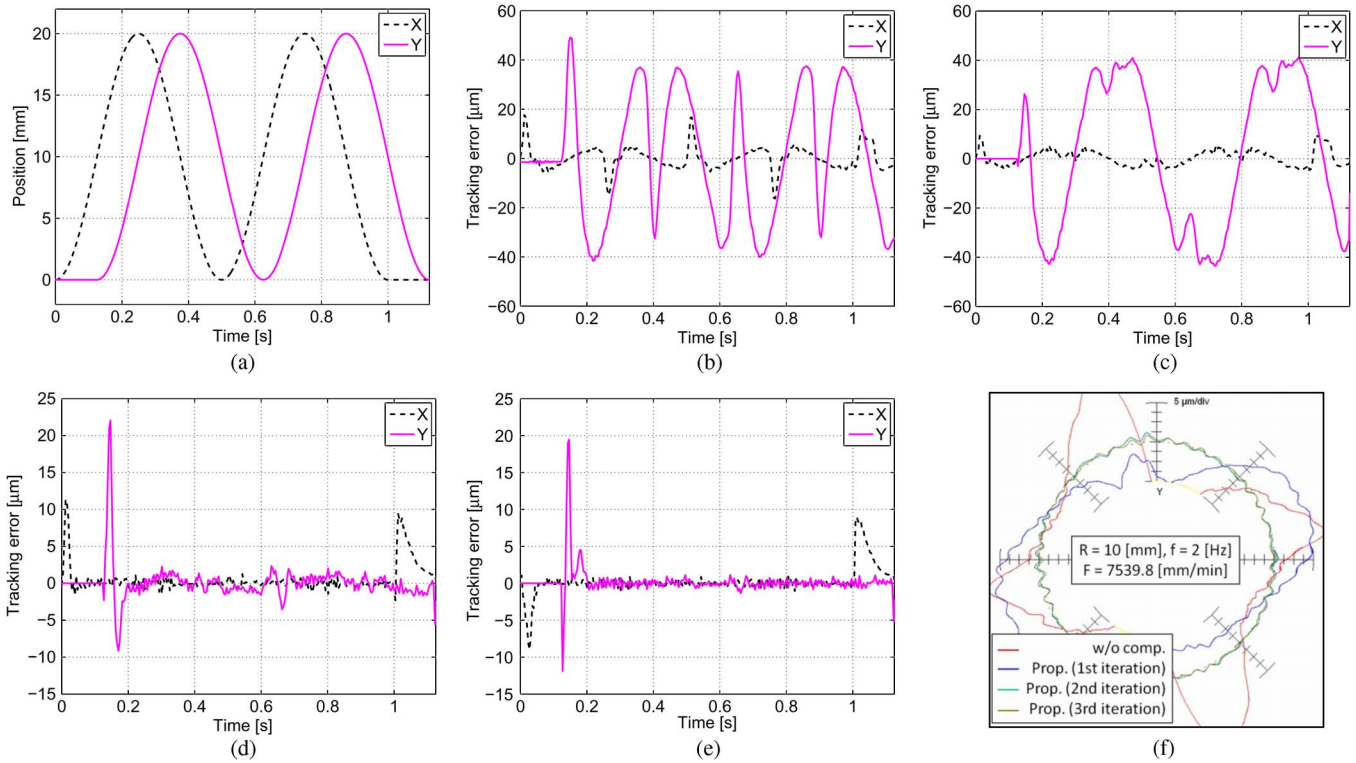 X
Y
20
15
10
5
0
Position [mm]
0 0.2 0.4 0.6 0.8 1
Time [s]
(a)
X
Y
60
40
20
0
−20
−40
−60
Tracking error [μm]
0 0.2 0.4 0.6 0.8 1
Time [s]
(b)
X
Y
60
40
20
0
−20
−40
−60
Tracking error [μm]
0 0.2 0.4 0.6 0.8 1
Time [s]
(c)
X
Y
25
20
15
10
5
0
−5
−10
−15
Tracking error [μm]
0 0.2 0.4 0.6 0.8 1
Time [s]
(d)
X
Y
25
20
15
10
5
0
−5
−10
−15
Tracking error [μm]
0 0.2 0.4 0.6 0.8 1
Time [s]
(e)
5 μm/div
Y
R = 10 [mm], f = 2 [Hz]
F = 7539.8 [mm/min]
w/o comp.
Prop. (1st iteration)
Prop. (2nd iteration)
Prop. (3rd iteration)
(f)